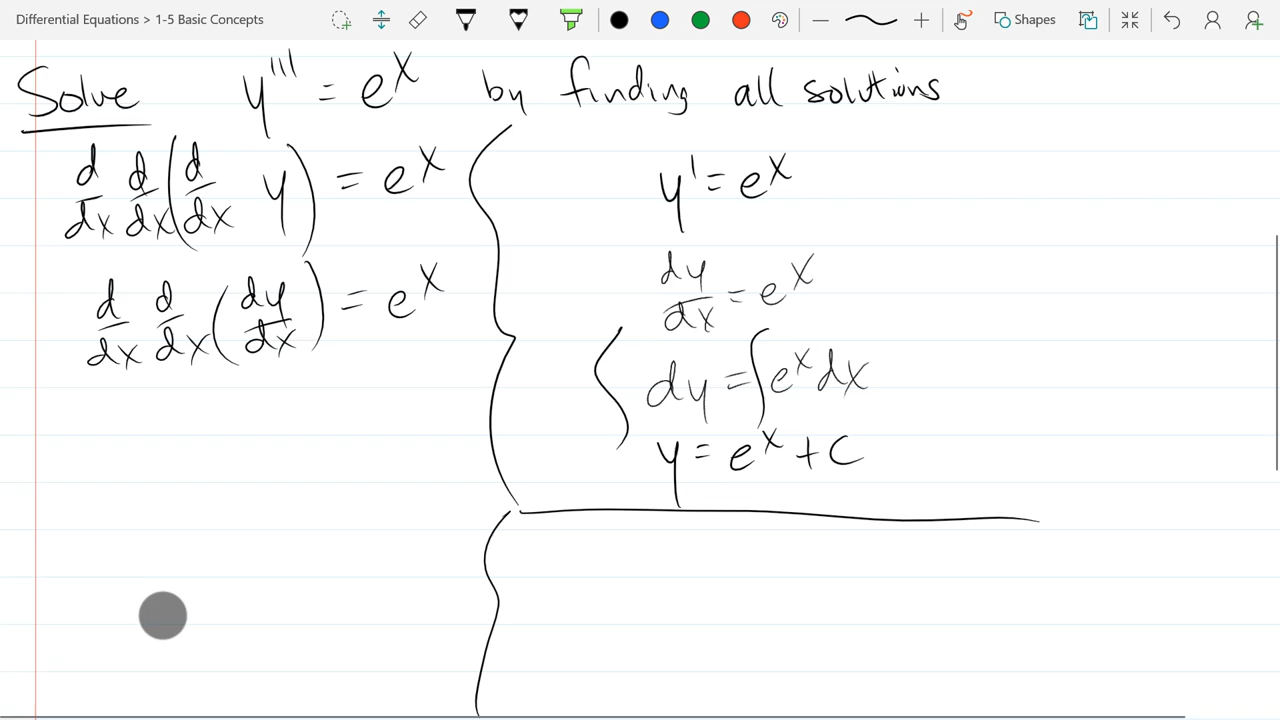 Differential Equations > 1-5 Basic Concepts
Shapes
Solve y''' = e^x by finding all solutions
d/dx d/dx (d/dx y) = e^x
d/dx d/dx (dy/dx) = e^x
y' = e^x
dy/dx = e^x
∫ dy = ∫ e^x dx
y = e^x + C